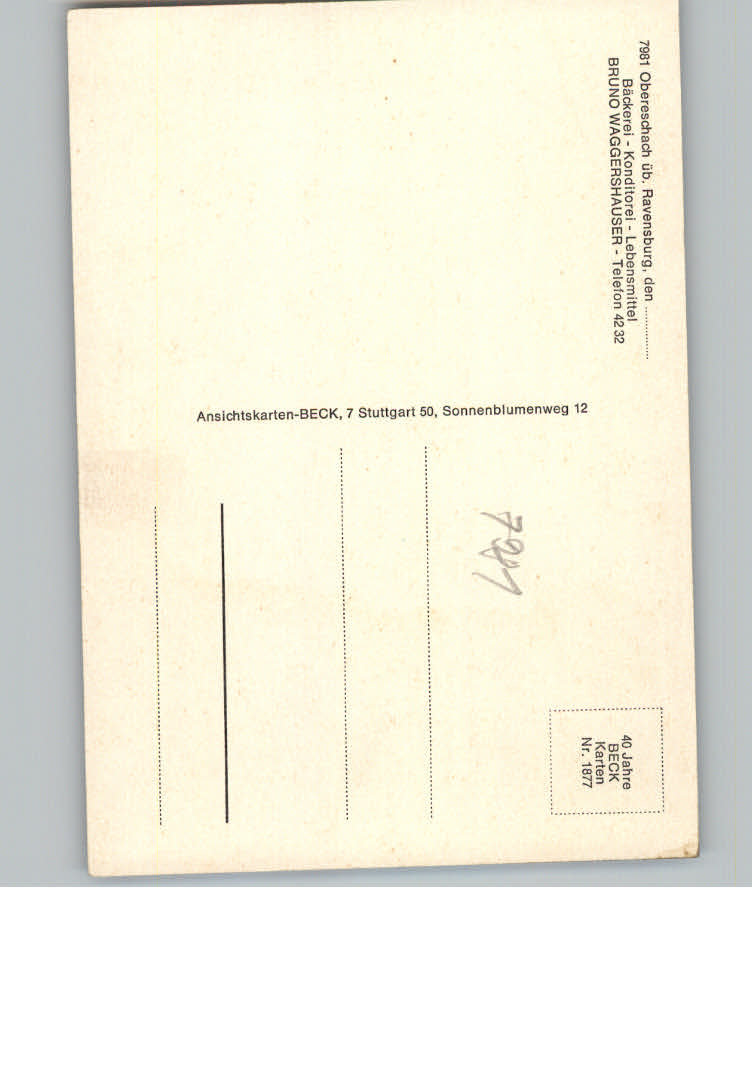 7981 Obereschach üb. Ravensburg, den ..............
Bäckerei - Konditorei - Lebensmittel
BRUNO WAGGERSHAUSER - Telefon 42 32
Ansichtskarten-BECK, 7 Stuttgart 50, Sonnenblumenweg 12
7981
40 Jahre
BECK
Karten
Nr. 1877